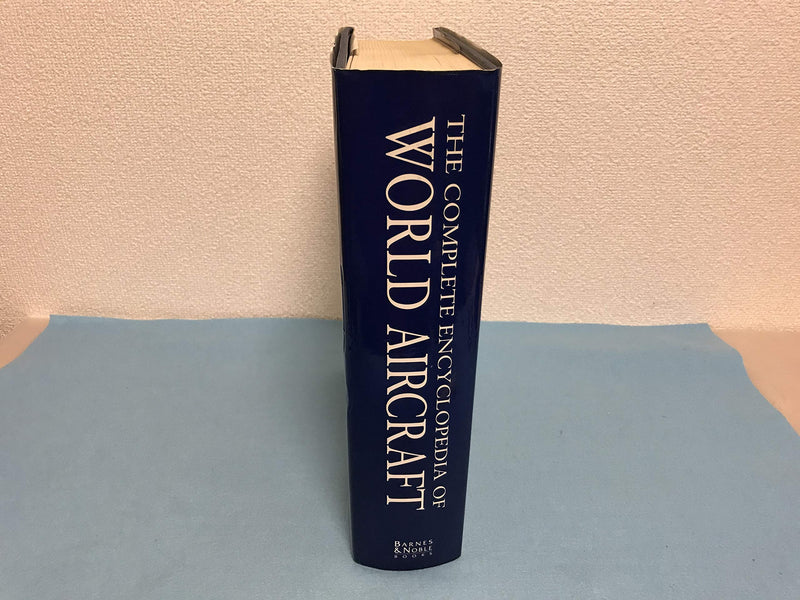 THE COMPLETE ENCYCLOPEDIA OF
WORLD AIRCRAFT
BARNES
& NOBLE
BOOKS